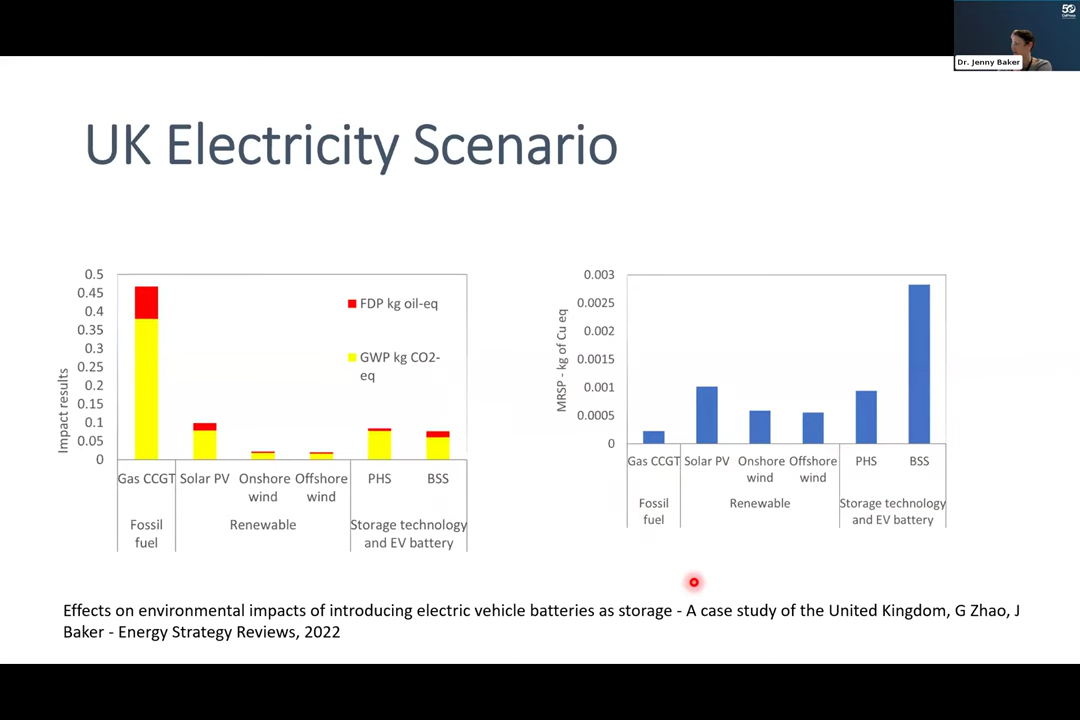 50
Dr. Jenny Baker
UK Electricity Scenario
0.5
0.45
0.4
0.35
0.3
0.25
0.2
0.15
0.1
0.05
0
Impact results
FDP kg oil-eq
GWP kg CO2-
eq
Gas CCGT Solar PV Onshore Offshore PHS BSS
wind wind
Fossil Renewable Storage technology
fuel and EV battery
0.003
0.0025
0.002
0.0015
0.001
0.0005
0
MRSP - kg of Cu eq
Gas CCGT Solar PV Onshore Offshore PHS BSS
wind wind
Fossil Renewable Storage technology
fuel and EV battery
Effects on environmental impacts of introducing electric vehicle batteries as storage - A case study of the United Kingdom, G Zhao, J
Baker - Energy Strategy Reviews, 2022